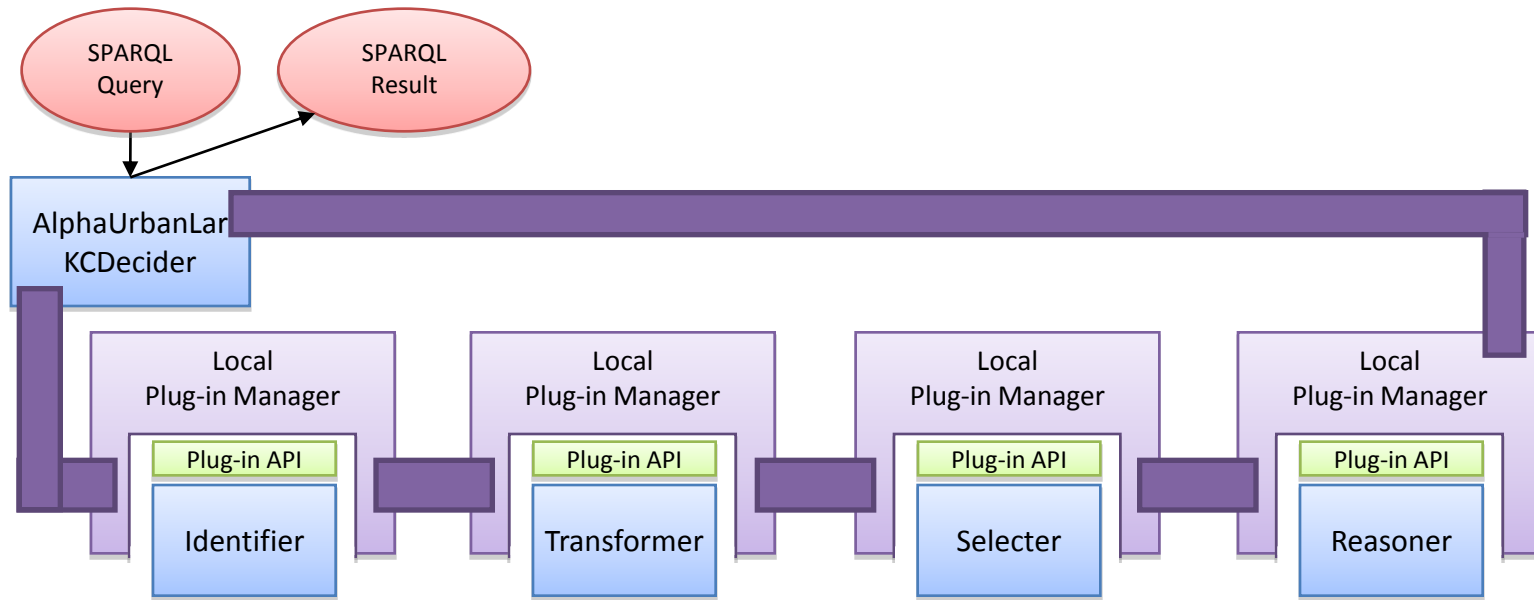 SPARQL
Query
SPARQL
Result
AlphaUrbanLar
KCDecider
Local
Plug-in Manager
Local
Plug-in Manager
Local
Plug-in Manager
Local
Plug-in Manager
Plug-in API
Plug-in API
Plug-in API
Plug-in API
Identifier
Transformer
Selecter
Reasoner